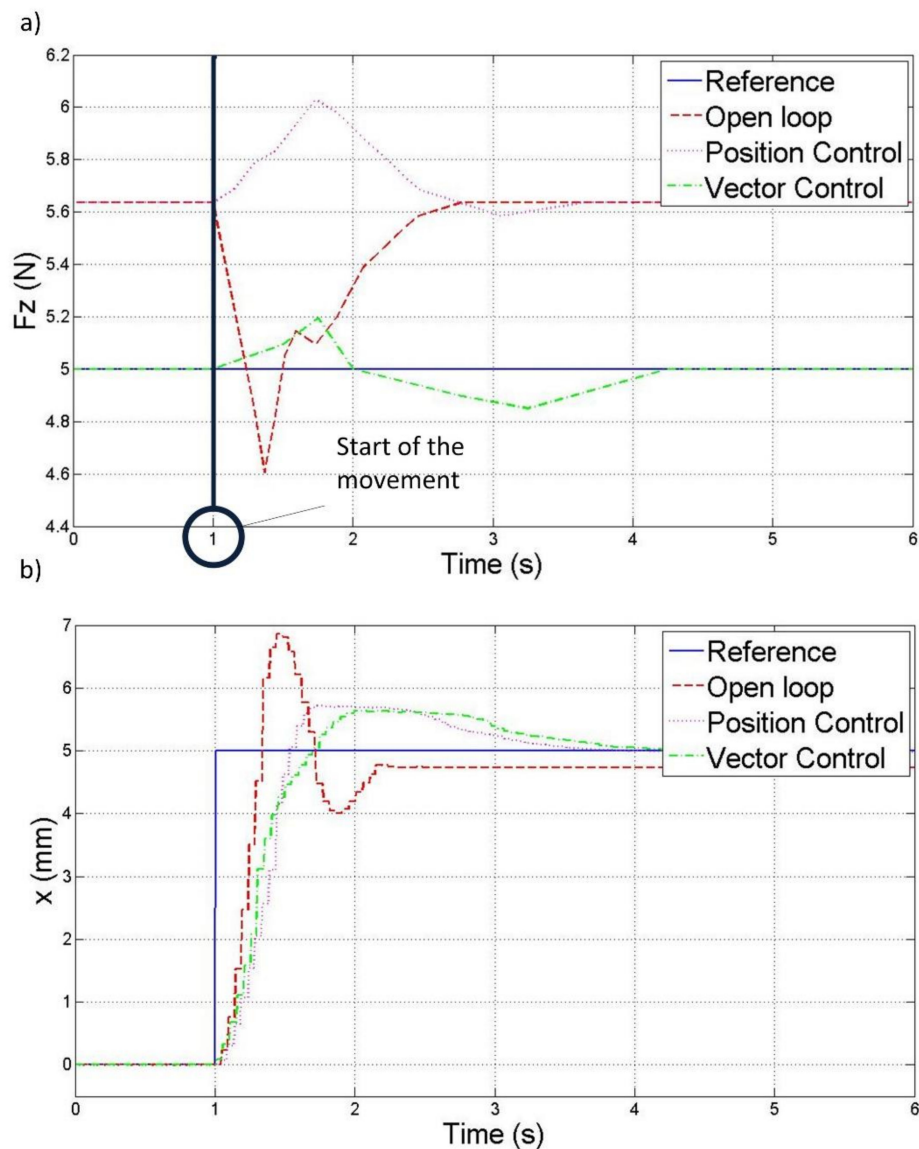 a)
6.2
6
5.8
5.6
5.4
5.2
5
4.8
4.6
4.4
Fz (N)
Reference
Open loop
Position Control
Vector Control
Start of the
movement
0 1 2 3 4 5 6
Time (s)
b)
7
6
5
4
3
2
1
0
x (mm)
Reference
Open loop
Position Control
Vector Control
0 1 2 3 4 5 6
Time (s)